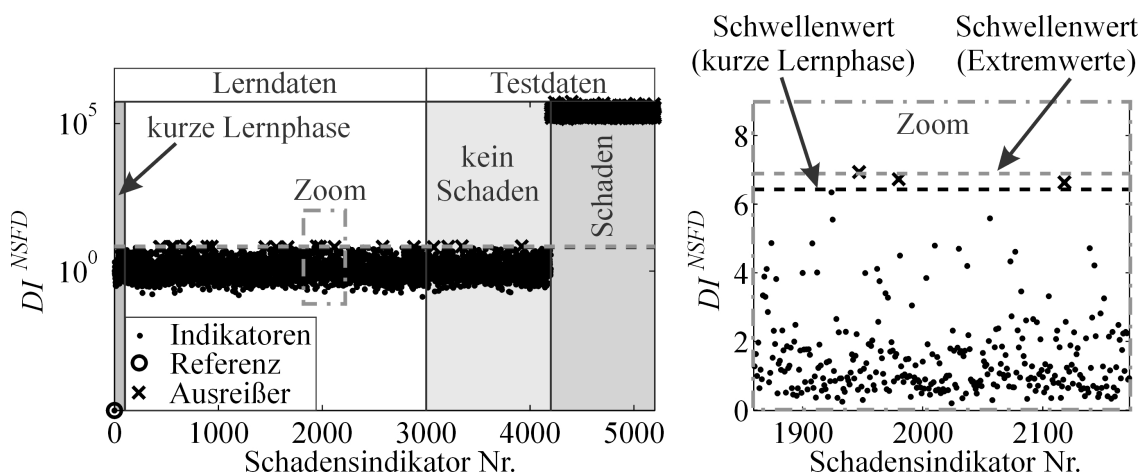 Lerndaten
Testdaten
10^5
10^0
DI^NSFD
kurze Lernphase
Zoom
kein
Schaden
Schaden
Indikatoren
Referenz
Ausreißer
0
1000
2000
3000
4000
5000
Schadensindikator Nr.
Schwellenwert
(kurze Lernphase)
Schwellenwert
(Extremwerte)
Zoom
8
6
4
2
0
DI^NSFD
1900
2000
2100
Schadensindikator Nr.